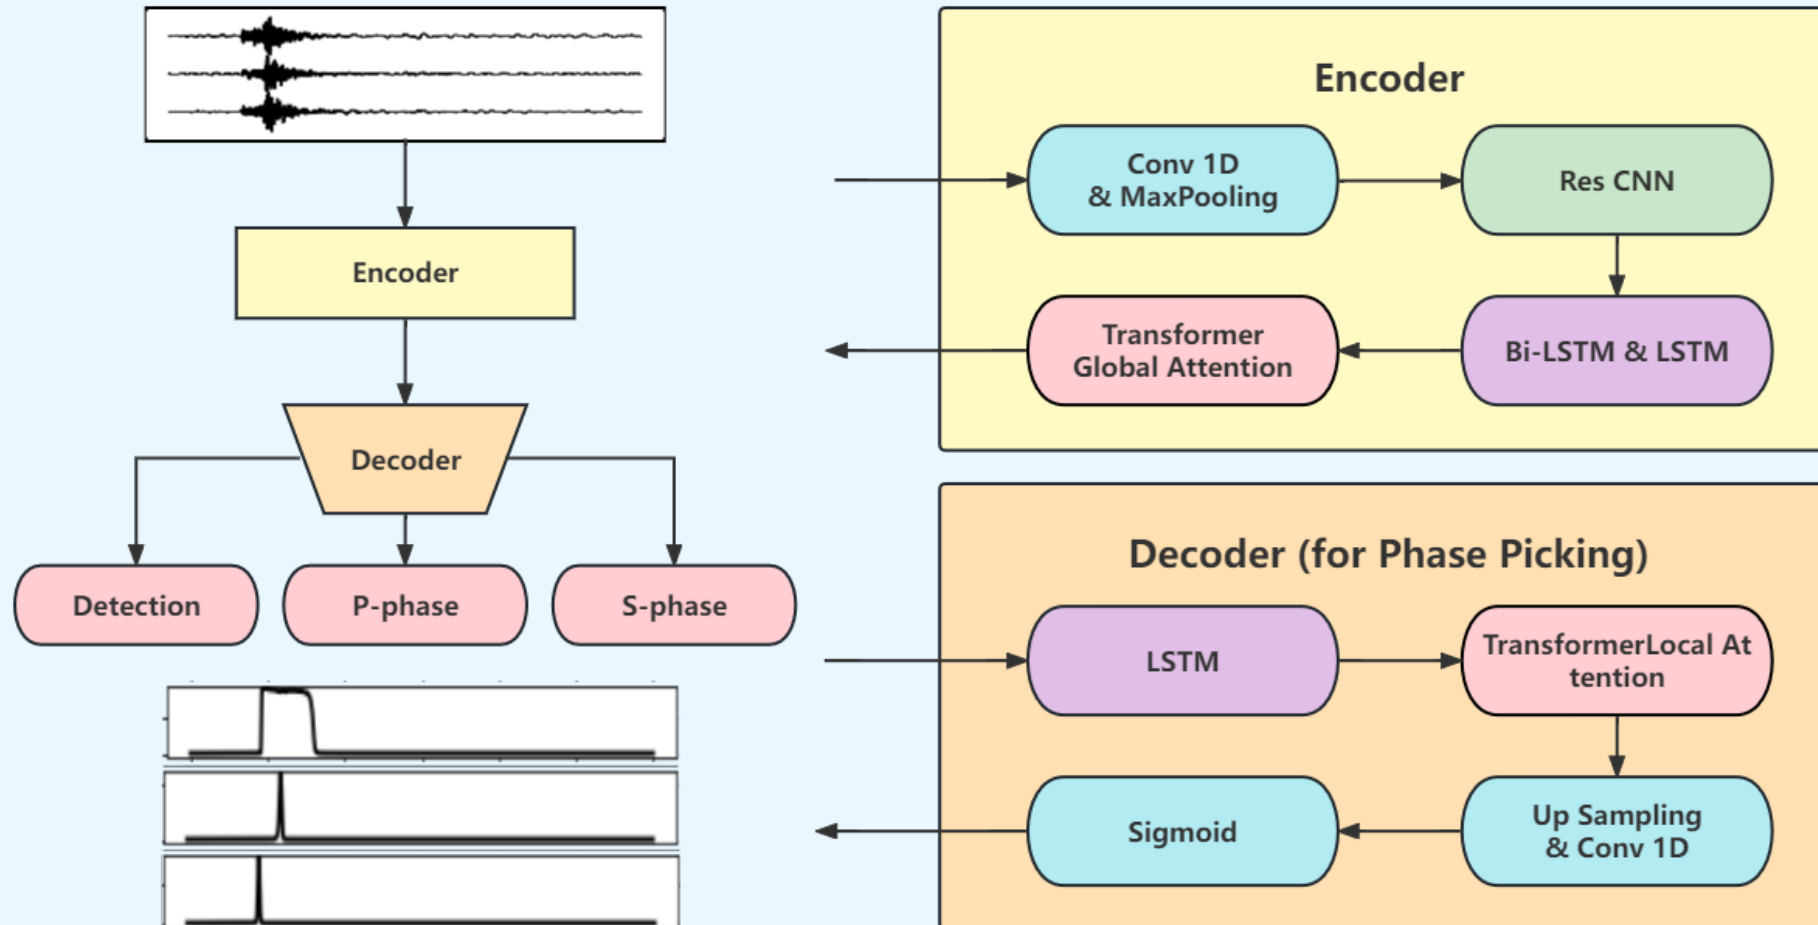 Encoder
Decoder
Detection
P-phase
S-phase
Encoder
Conv 1D
& MaxPooling
Res CNN
Transformer
Global Attention
Bi-LSTM & LSTM
Decoder (for Phase Picking)
LSTM
TransformerLocal At
tention
Sigmoid
Up Sampling
& Conv 1D